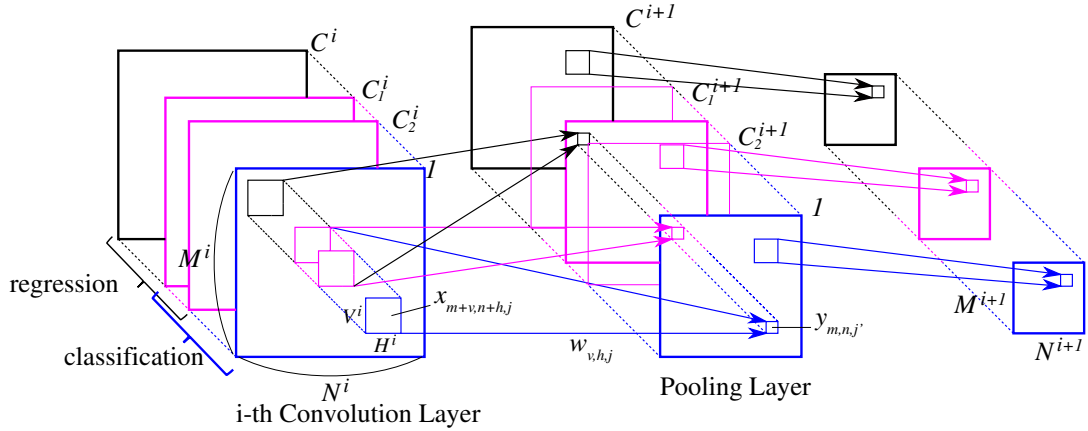 C^i
C_1^i
C_2^i
1
M^i
regression
classification
V^i
H^i
x_{m+v,n+h,j}
N^i
i-th Convolution Layer
w_{v,h,j}
C^{i+1}
C_1^{i+1}
C_2^{i+1}
1
y_{m,n,j'}
Pooling Layer
M^{i+1}
N^{i+1}